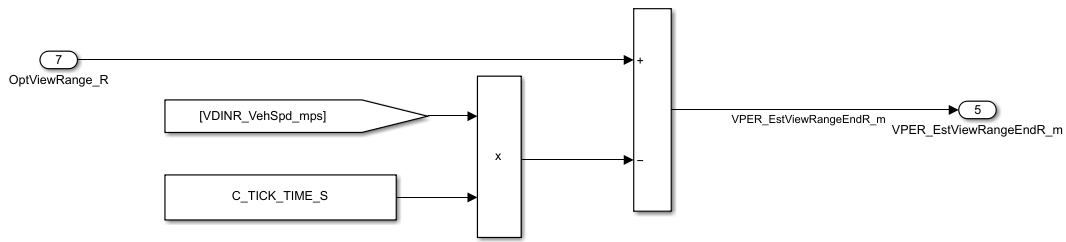 7
OptViewRange_R
[VDINR_VehSpd_mps]
C_TICK_TIME_S
x
+
−
VPER_EstViewRangeEndR_m
5
VPER_EstViewRangeEndR_m